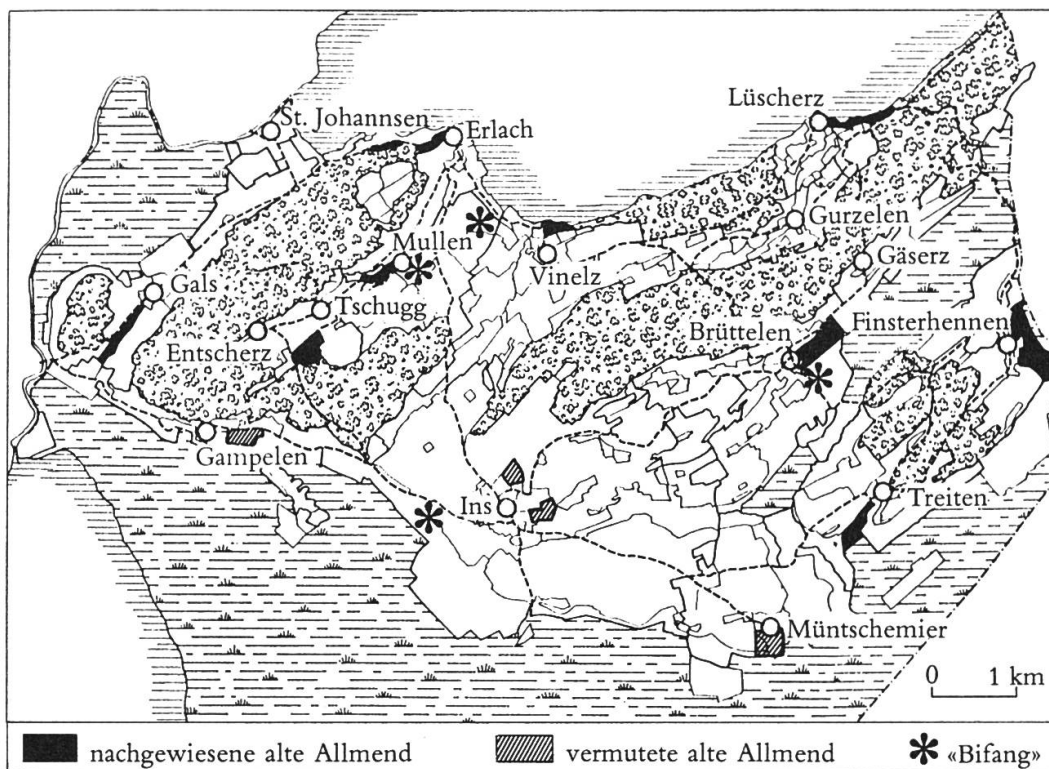 St. Johannsen
Erlach
Lüscherz
Mullen
Gurzelen
Vinelz
Gäserz
Gals
Tschugg
Entscherz
Brüttelen
Finsterhennen
Gampelen
Ins
Treiten
Müntschemier
0 1 km
nachgewiesene alte Allmend
vermutete alte Allmend
«Bifang»